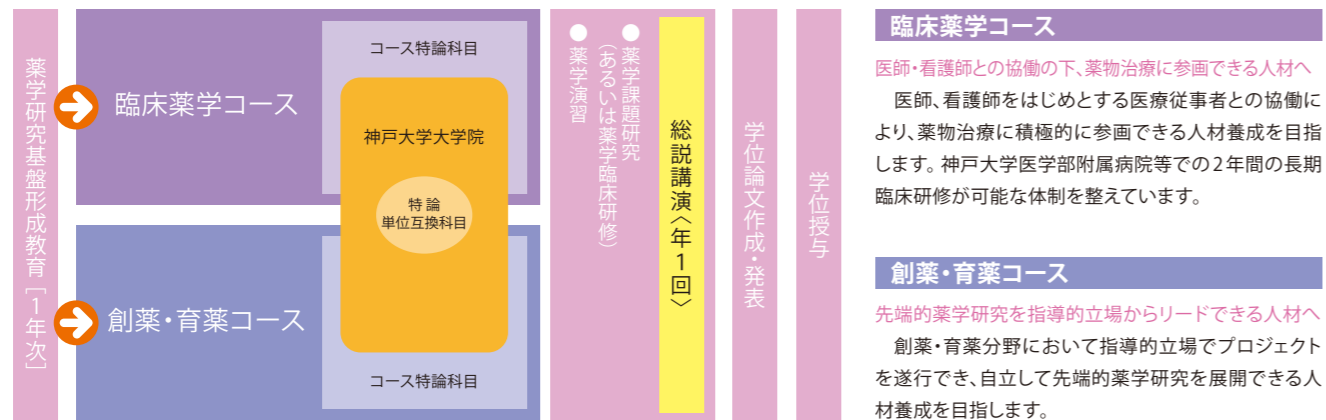 薬学研究基盤形成教育［1年次］
臨床薬学コース
創薬・育薬コース
コース特論科目
神戸大学大学院
特 論
単位互換科目
コース特論科目
●薬学課題研究
（あるいは薬学臨床研修）
●薬学演習
総説講演〈年1回〉
学位論文作成・発表
学位授与
臨床薬学コース
医師・看護師との協働の下、薬物治療に参画できる人材へ
　医師、看護師をはじめとする医療従事者との協働に
より、薬物治療に積極的に参画できる人材養成を目指
します。神戸大学医学部附属病院等での2年間の長期
臨床研修が可能な体制を整えています。
創薬・育薬コース
先端的薬学研究を指導的立場からリードできる人材へ
　創薬・育薬分野において指導的立場でプロジェクト
を遂行でき、自立して先端的薬学研究を展開できる人
材養成を目指します。